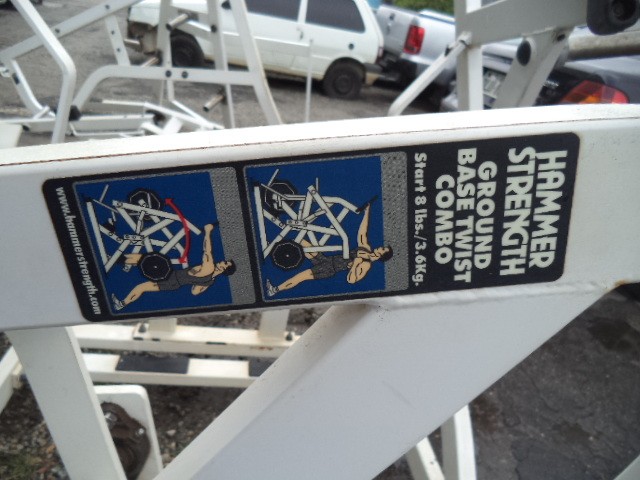 HAMMER
STRENGTH
GROUND
BASE TWIST
COMBO
Start 8 lbs./3.6Kg.
www.hammerstrength.com